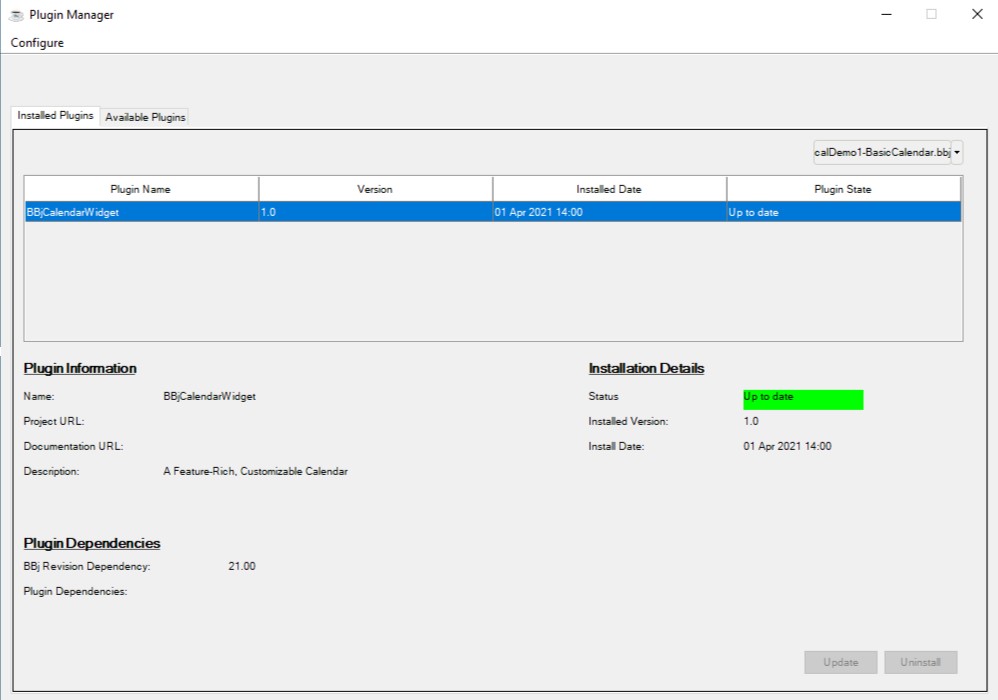 Plugin Manager
Configure
Installed Plugins Available Plugins
calDemo1-BasicCalendar.bbj
Plugin Name Version Installed Date Plugin State
BBjCalendarWidget 1.0 01 Apr 2021 14:00 Up to date
Plugin Information Installation Details
Name: BBjCalendarWidget Status Up to date
Project URL: Installed Version: 1.0
Documentation URL: Install Date: 01 Apr 2021 14:00
Description: A Feature-Rich, Customizable Calendar
Plugin Dependencies
BBj Revision Dependency: 21.00
Plugin Dependencies:
Update Uninstall